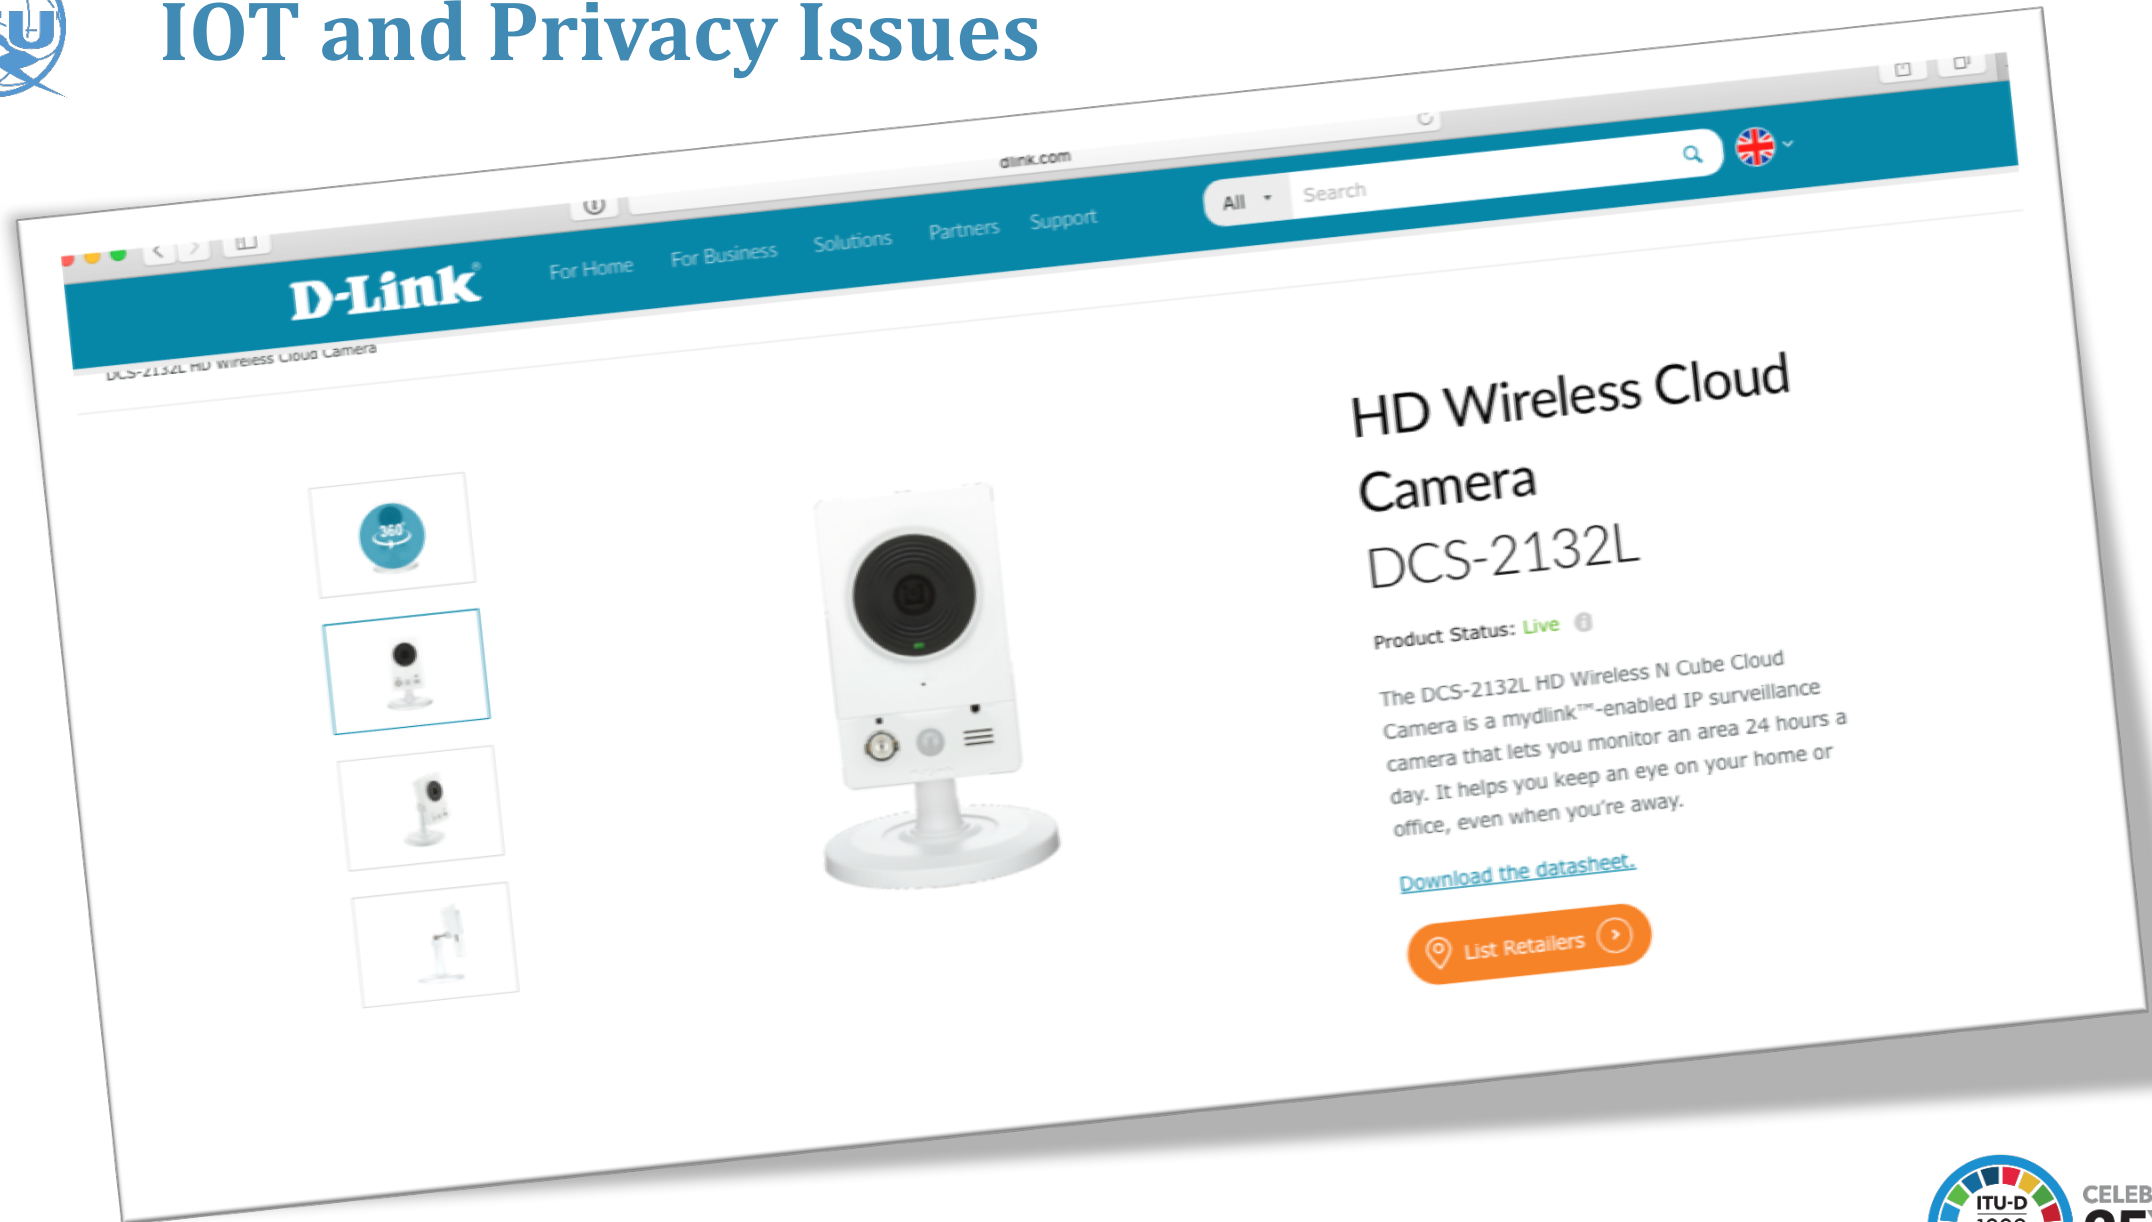 IOT and Privacy Issues
dlink.com
D-Link
For Home
For Business
Solutions
Partners
Support
All
Search
DCS-2132L HD Wireless Cloud Camera
360°
HD Wireless Cloud
Camera
DCS-2132L
Product Status: Live
The DCS-2132L HD Wireless N Cube Cloud
Camera is a mydlink™-enabled IP surveillance
camera that lets you monitor an area 24 hours a
day. It helps you keep an eye on your home or
office, even when you're away.
Download the datasheet.
List Retailers
ITU-D
CELEB